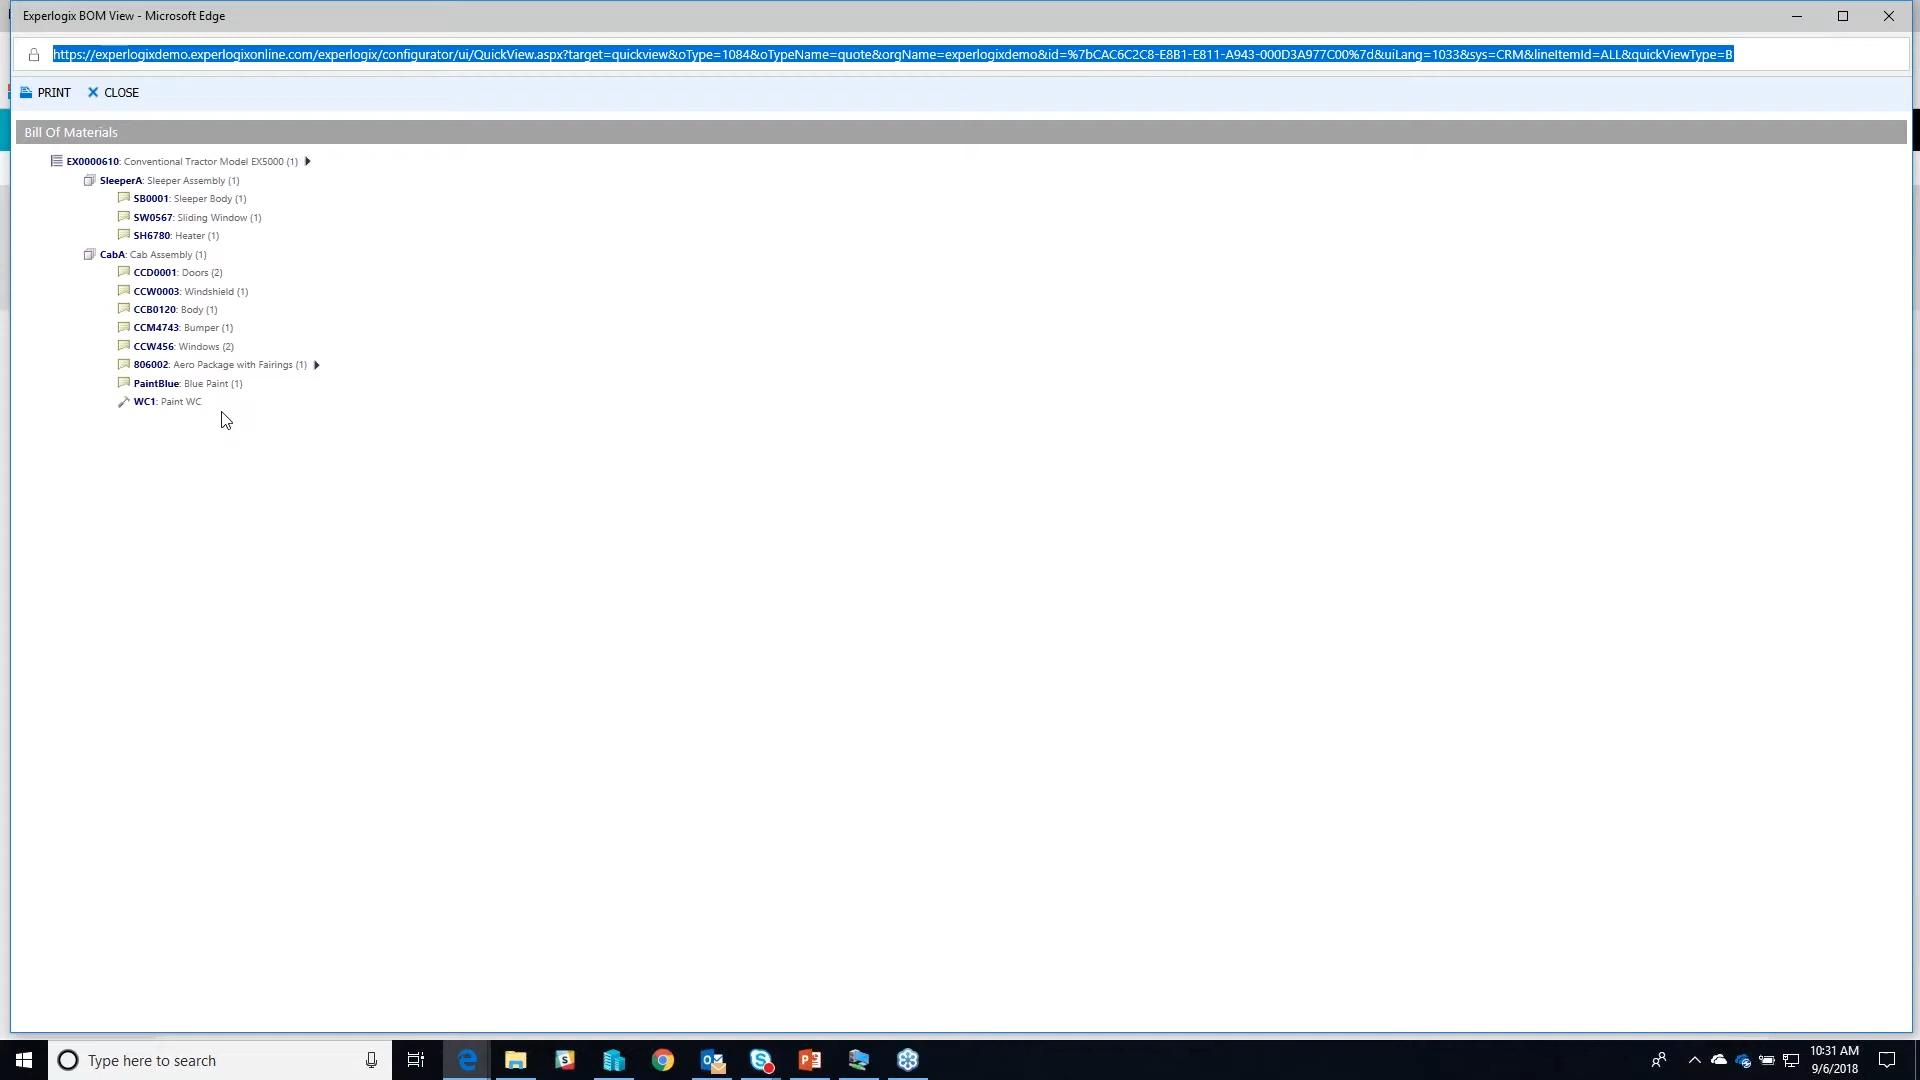 Experlogix BOM View - Microsoft Edge
https://experlogixdemo.experlogixonline.com/experlogix/configurator/ui/QuickView.aspx?target=quickview&oType=1084&oTypeName=quote&orgName=experlogixdemo&id=%7bCAC6C2C8-E8B1-E811-A943-000D3A977C00%7d&uiLang=1033&sys=CRM&lineItemId=ALL&quickViewType=B
PRINT CLOSE
Bill Of Materials
EX0000610: Conventional Tractor Model EX5000 (1)
SleeperA: Sleeper Assembly (1)
SB0001: Sleeper Body (1)
SW0567: Sliding Window (1)
SH6780: Heater (1)
CabA: Cab Assembly (1)
CCD0001: Doors (2)
CCW0003: Windshield (1)
CCB0120: Body (1)
CCM4743: Bumper (1)
CCW456: Windows (2)
806002: Aero Package with Fairings (1)
PaintBlue: Blue Paint (1)
WC1: Paint WC
Type here to search
10:31 AM
9/6/2018